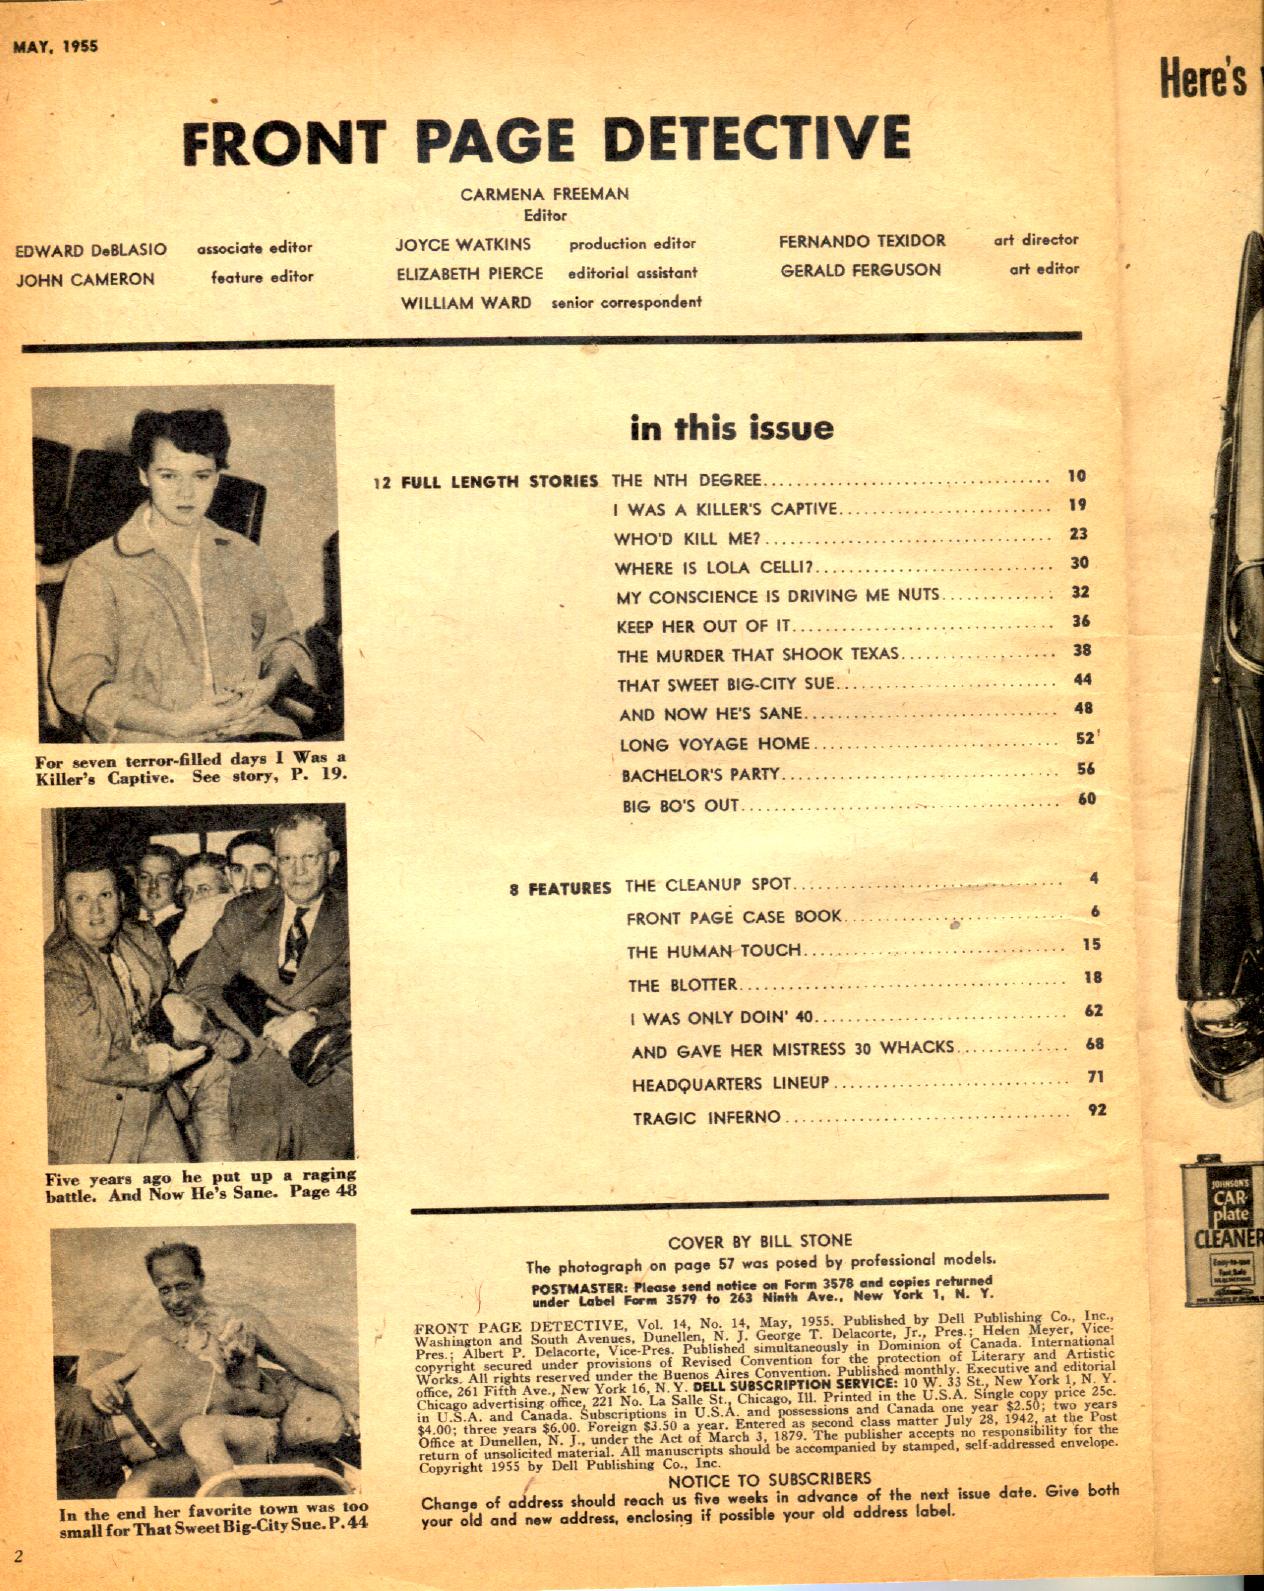 MAY, 1955
FRONT PAGE DETECTIVE
CARMENA FREEMAN
Editor
EDWARD DeBLASIO associate editor
JOHN CAMERON feature editor
JOYCE WATKINS production editor
ELIZABETH PIERCE editorial assistant
WILLIAM WARD senior correspondent
FERNANDO TEXIDOR art director
GERALD FERGUSON art editor
For seven terror-filled days I Was a
Killer's Captive. See story, P. 19.
Five years ago he put up a raging
battle. And Now He's Sane. Page 48
In the end her favorite town was too
small for That Sweet Big-City Sue. P. 44
2
in this issue
12 FULL LENGTH STORIES THE NTH DEGREE 10
I WAS A KILLER'S CAPTIVE 19
WHO'D KILL ME? 23
WHERE IS LOLA CELLI? 30
MY CONSCIENCE IS DRIVING ME NUTS 32
KEEP HER OUT OF IT 36
THE MURDER THAT SHOOK TEXAS 38
THAT SWEET BIG-CITY SUE 44
AND NOW HE'S SANE 48
LONG VOYAGE HOME 52
BACHELOR'S PARTY 56
BIG BO'S OUT 60
8 FEATURES THE CLEANUP SPOT 4
FRONT PAGE CASE BOOK 6
THE HUMAN TOUCH 15
THE BLOTTER 18
I WAS ONLY DOIN' 40 62
AND GAVE HER MISTRESS 30 WHACKS 68
HEADQUARTERS LINEUP 71
TRAGIC INFERNO 92
COVER BY BILL STONE
The photograph on page 57 was posed by professional models.
POSTMASTER: Please send notice on Form 3578 and copies returned
under Label Form 3579 to 263 Ninth Ave., New York 1, N. Y.
FRONT PAGE DETECTIVE, Vol. 14, No. 14, May, 1955. Published by Dell Publishing Co., Inc.,
Washington and South Avenues, Dunellen, N. J. George T. Delacorte, Jr., Pres.; Helen Meyer, Vice-
Pres.; Albert P. Delacorte, Vice-Pres. Published simultaneously in Dominion of Canada. International
copyright secured under provisions of Revised Convention for the protection of Literary and Artistic
Works. All rights reserved under the Buenos Aires Convention. Published monthly. Executive and editorial
office, 261 Fifth Ave., New York 16, N. Y. DELL SUBSCRIPTION SERVICE: 10 W. 33 St., New York 1, N. Y.
Chicago advertising office, 221 No. La Salle St., Chicago, Ill. Printed in the U.S.A. Single copy price 25c.
in U.S.A. and Canada. Subscriptions in U.S.A. and possessions and Canada one year $2.50; two years
$4.00; three years $6.00. Foreign $3.50 a year. Entered as second class matter July 28, 1942, at the Post
Office at Dunellen, N. J., under the Act of March 3, 1879. The publisher accepts no responsibility for the
return of unsolicited material. All manuscripts should be accompanied by stamped, self-addressed envelope.
Copyright 1955 by Dell Publishing Co., Inc.
NOTICE TO SUBSCRIBERS
Change of address should reach us five weeks in advance of the next issue date. Give both
your old and new address, enclosing if possible your old address label.
Here's
JOHNSON'S
CAR
plate
CLEANER
Easy-to-use